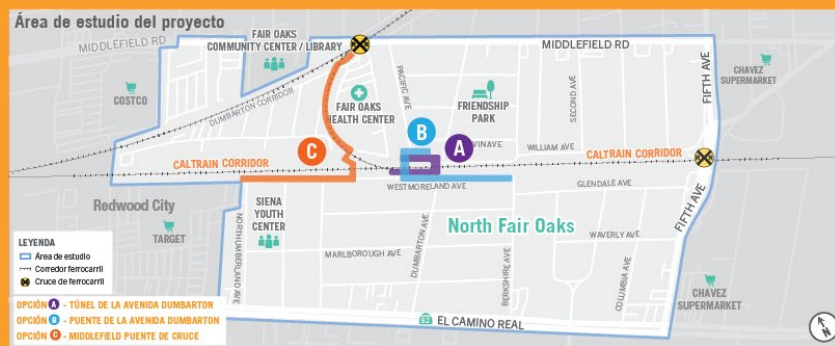 Área de estudio del proyecto
MIDDLEFIELD RD
FAIR OAKS
COMMUNITY CENTER / LIBRARY
MIDDLEFIELD RD
COSTCO
DUMBARTON CORRIDOR
PACIFIC AVE
FAIR OAKS
HEALTH CENTER
FRIENDSHIP
PARK
SECOND AVE
FIFTH AVE
CHAVEZ
SUPERMARKET
B
A
C
WILLIAM AVE
CALTRAIN CORRIDOR
CALTRAIN CORRIDOR
WESTMORELAND AVE
GLENDALE AVE
Redwood City
SIENA
YOUTH
CENTER
North Fair Oaks
FIFTH AVE
TARGET
NORTHUMBERLAND AVE
MARLBOROUGH AVE
DUMBARTON AVE
BERKSHIRE AVE
WAVERLY AVE
COLUMBIA AVE
CHAVEZ
SUPERMARKET
82
EL CAMINO REAL
N
LEYENDA
Área de estudio
Corredor ferrocarril
Cruce de ferrocarril
OPCIÓN A - TÚNEL DE LA AVENIDA DUMBARTON
OPCIÓN B - PUENTE DE LA AVENIDA DUMBARTON
OPCIÓN C - MIDDLEFIELD PUENTE DE CRUCE